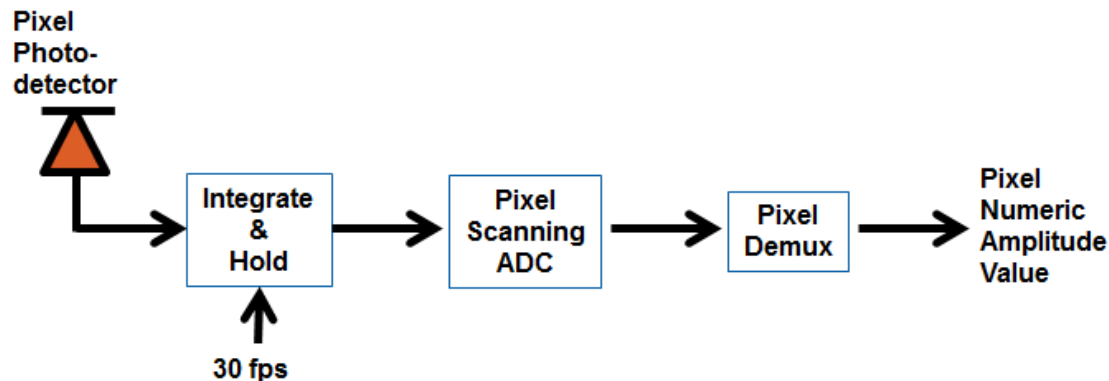 Pixel
Photo-
detector
Integrate
&
Hold
30 fps
Pixel
Scanning
ADC
Pixel
Demux
Pixel
Numeric
Amplitude
Value